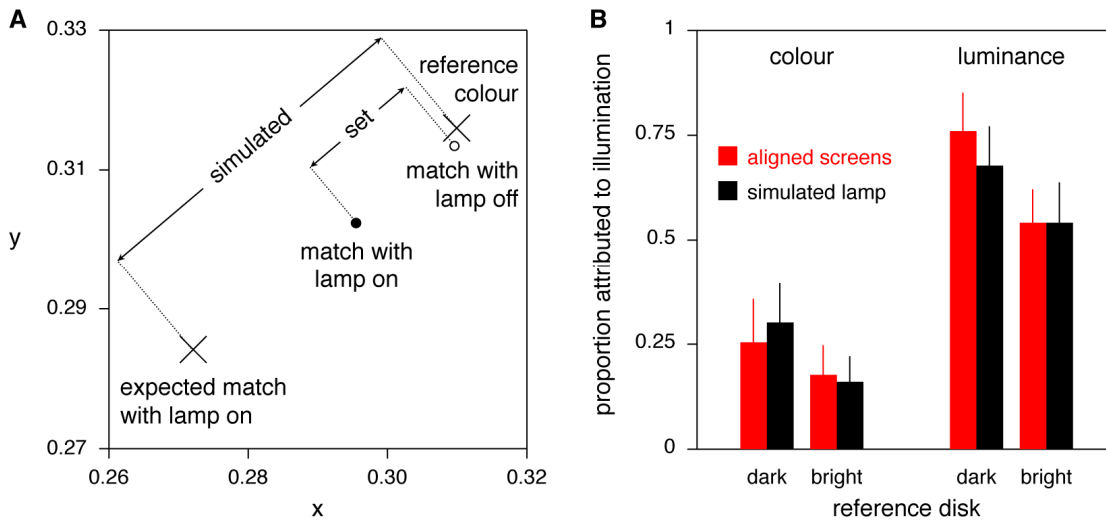 A
0.33
0.31
0.29
0.27
y
0.26
0.28
0.30
0.32
x
simulated
set
reference
colour
match with
lamp off
match with
lamp on
expected match
with lamp on
B
proportion attributed to illumination
1
0.75
0.5
0.25
0
colour
luminance
aligned screens
simulated lamp
dark
bright
dark
bright
reference disk